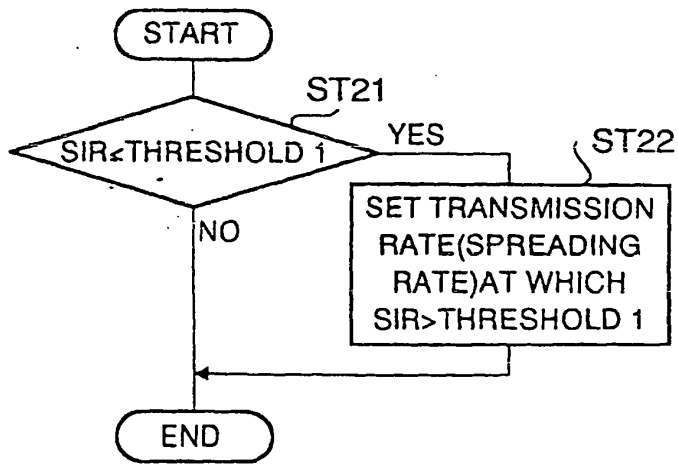 START
ST21
SIR≤THRESHOLD 1
YES
ST22
SET TRANSMISSION
RATE(SPREADING
RATE)AT WHICH
SIR>THRESHOLD 1
NO
END